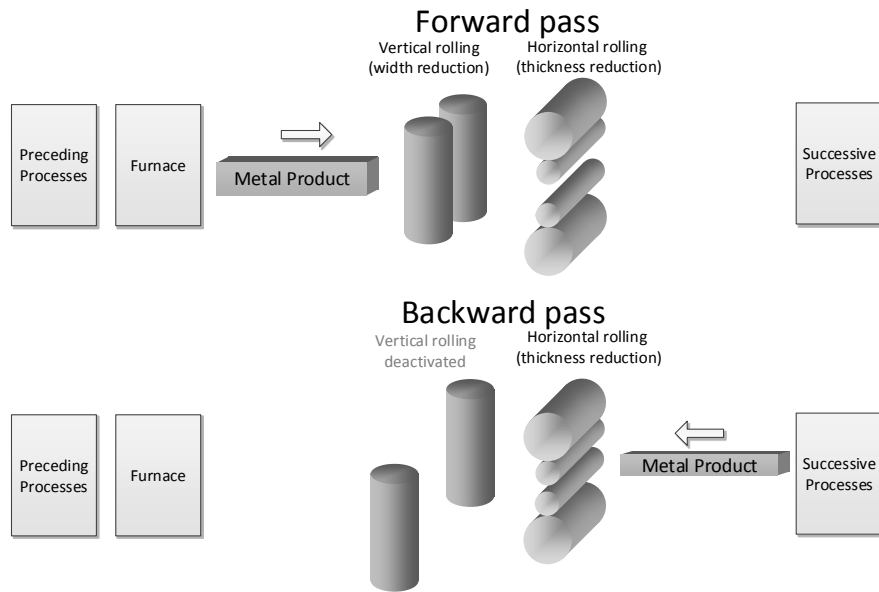 Forward pass
Vertical rolling
(width reduction)
Horizontal rolling
(thickness reduction)
Preceding
Processes
Furnace
Metal Product
Successive
Processes
Backward pass
Vertical rolling
deactivated
Horizontal rolling
(thickness reduction)
Preceding
Processes
Furnace
Metal Product
Successive
Processes